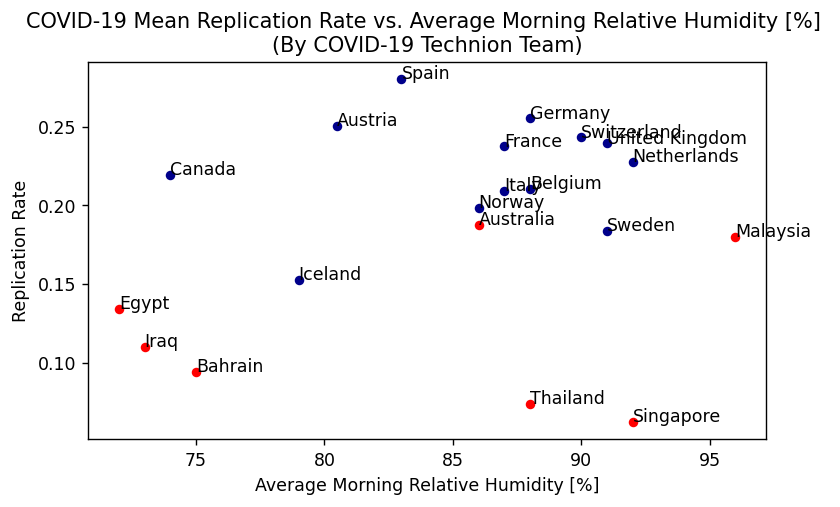 COVID-19 Mean Replication Rate vs. Average Morning Relative Humidity [%]
(By COVID-19 Technion Team)
Spain
Germany
Austria
Switzerland
United Kingdom
France
Netherlands
Canada
Italy
Belgium
Norway
Australia
Sweden
Malaysia
Iceland
Egypt
Iraq
Bahrain
Thailand
Singapore
0.25
0.20
0.15
0.10
Replication Rate
75 80 85 90 95
Average Morning Relative Humidity [%]